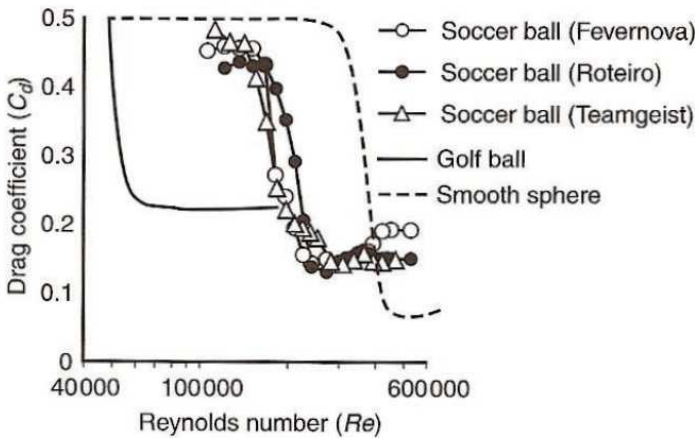 0.5
0.4
0.3
0.2
0.1
0
Drag coefficient (Cd)
40000
100000
600000
Reynolds number (Re)
Soccer ball (Fevernova)
Soccer ball (Roteiro)
Soccer ball (Teamgeist)
Golf ball
Smooth sphere